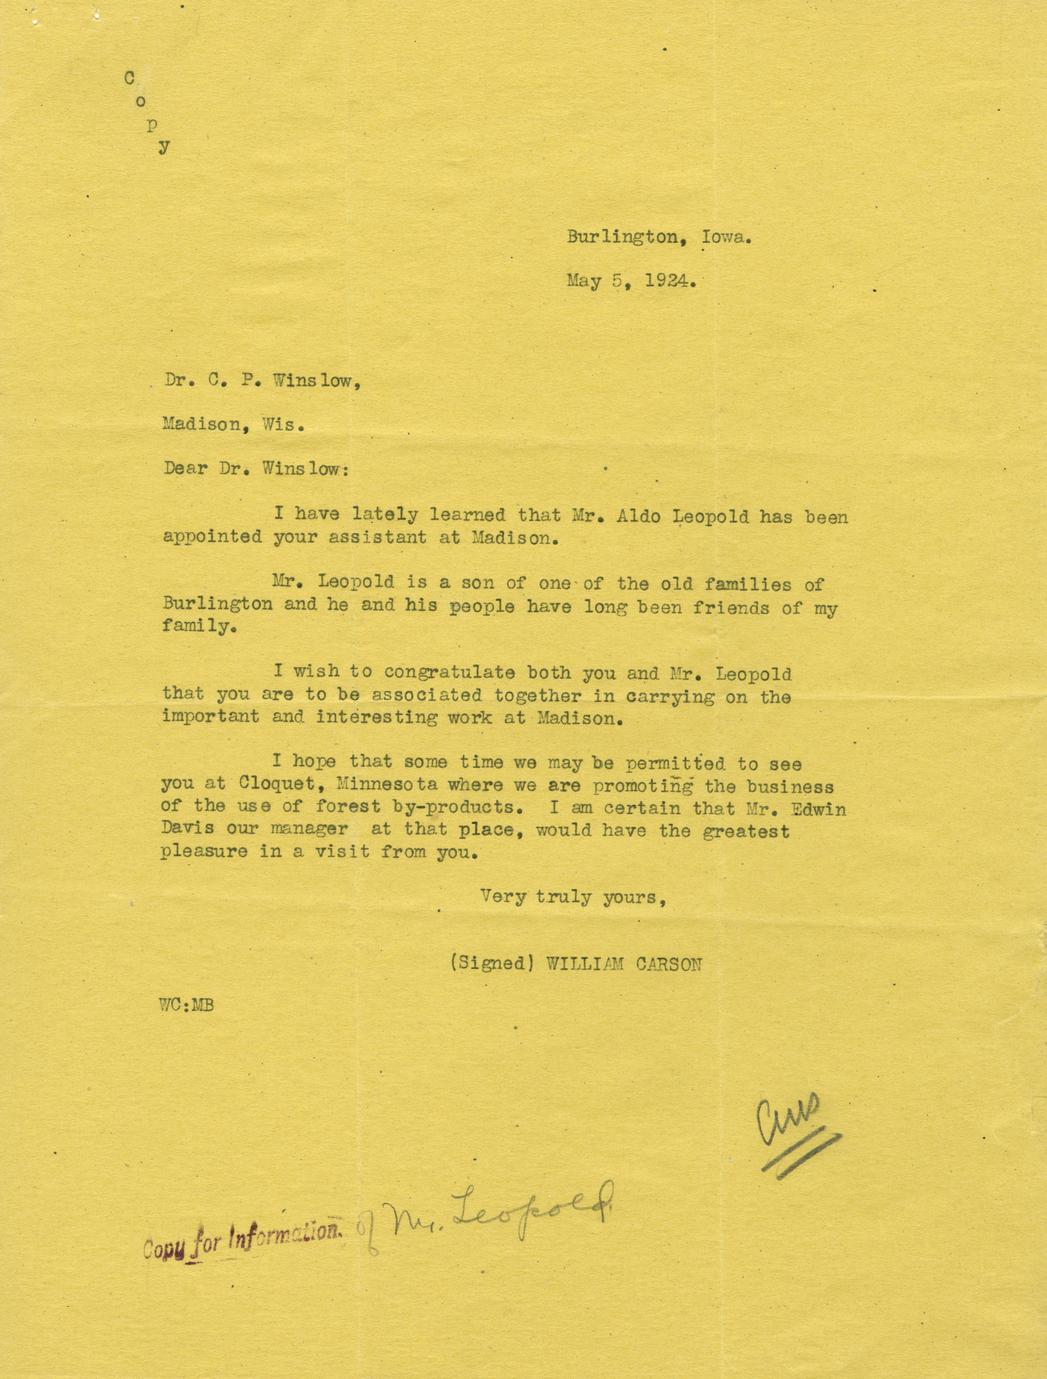 C
o
p
y
Burlington, Iowa.
May 5, 1924.
Dr. C. P. Winslow,
Madison, Wis.
Dear Dr. Winslow:
I have lately learned that Mr. Aldo Leopold has been
appointed your assistant at Madison.
Mr. Leopold is a son of one of the old families of
Burlington and he and his people have long been friends of my
family.
I wish to congratulate both you and Mr. Leopold
that you are to be associated together in carrying on the
important and interesting work at Madison.
I hope that some time we may be permitted to see
you at Cloquet, Minnesota where we are promoting the business
of the use of forest by-products. I am certain that Mr. Edwin
Davis our manager at that place, would have the greatest
pleasure in a visit from you.
Very truly yours,
(Signed) WILLIAM CARSON
WC:MB
Copy for Information. of Mr. Leopold.